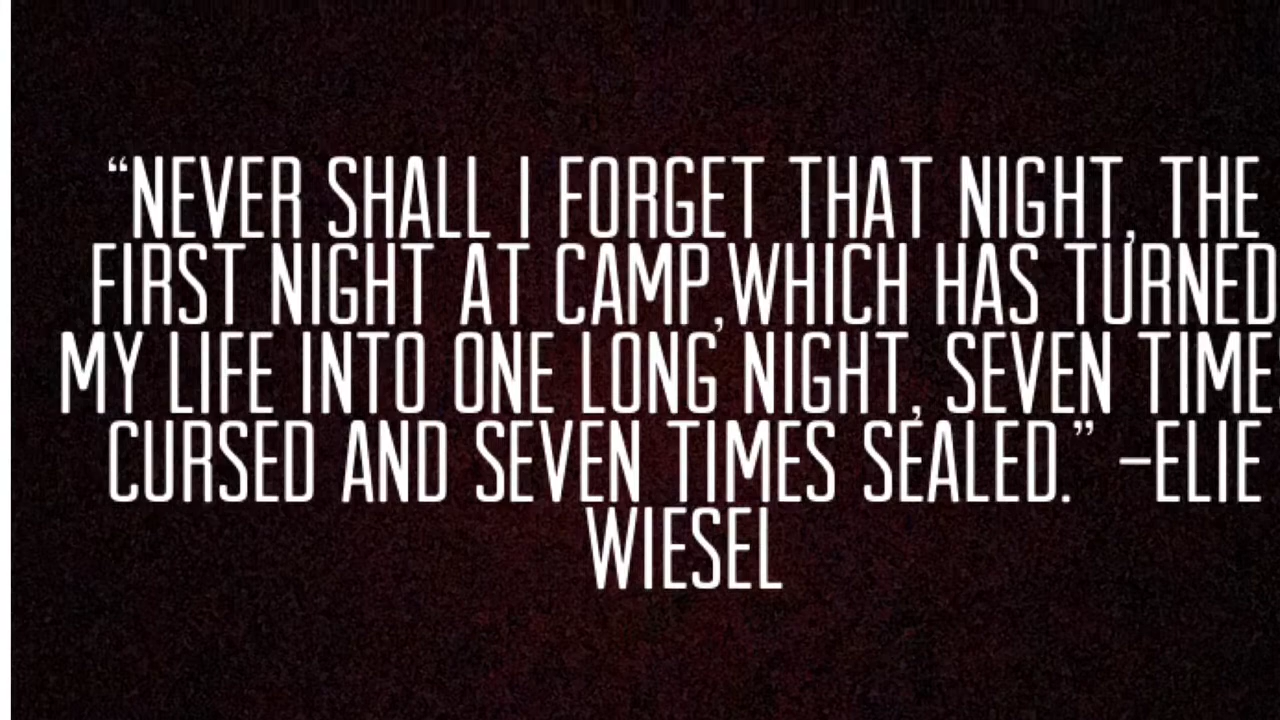 “NEVER SHALL I FORGET THAT NIGHT, THE
FIRST NIGHT AT CAMP,WHICH HAS TURNED
MY LIFE INTO ONE LONG NIGHT, SEVEN TIMES
CURSED AND SEVEN TIMES SEALED.” –ELIE
WIESEL